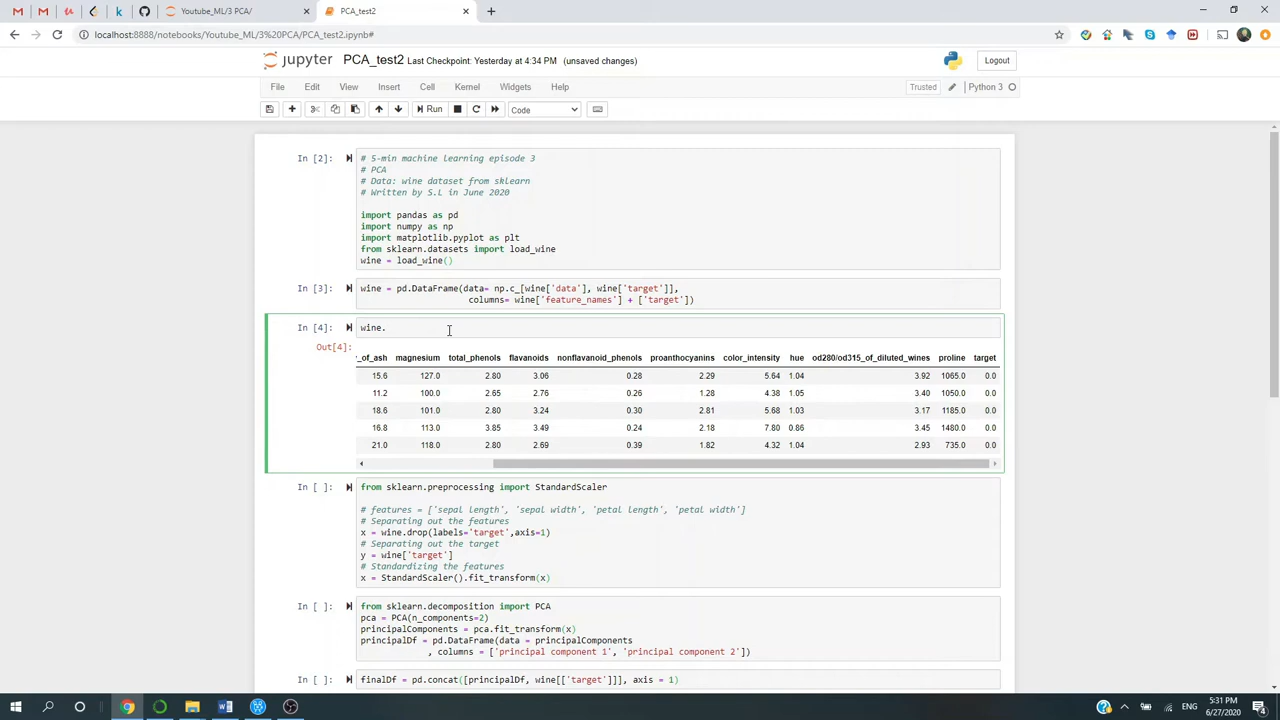 Youtube_ML/3 PCA/
PCA_test2
localhost:8888/notebooks/Youtube_ML/3%20PCA/PCA_test2.ipynb#
jupyter PCA_test2 Last Checkpoint: Yesterday at 4:34 PM (unsaved changes)
Logout
File Edit View Insert Cell Kernel Widgets Help
Trusted Python 3
Run Code
In [2]:
# 5-min machine learning episode 3
# PCA
# Data: wine dataset from sklearn
# Written by S.L in June 2020
import pandas as pd
import numpy as np
import matplotlib.pyplot as plt
from sklearn.datasets import load_wine
wine = load_wine()
In [3]: wine = pd.DataFrame(data= np.c_[wine['data'], wine['target']],
columns= wine['feature_names'] + ['target'])
In [4]: wine.
Out[4]:
y_of_ash magnesium total_phenols flavanoids nonflavanoid_phenols proanthocyanins color_intensity hue od280/od315_of_diluted_wines proline target
15.6 127.0 2.80 3.06 0.28 2.29 5.64 1.04 3.92 1065.0 0.0
11.2 100.0 2.65 2.76 0.26 1.28 4.38 1.05 3.40 1050.0 0.0
18.6 101.0 2.80 3.24 0.30 2.81 5.68 1.03 3.17 1185.0 0.0
16.8 113.0 3.85 3.49 0.24 2.18 7.80 0.86 3.45 1480.0 0.0
21.0 118.0 2.80 2.69 0.39 1.82 4.32 1.04 2.93 735.0 0.0
In [ ]: from sklearn.preprocessing import StandardScaler
# features = ['sepal length', 'sepal width', 'petal length', 'petal width']
# Separating out the features
x = wine.drop(labels='target',axis=1)
# Separating out the target
y = wine['target']
# Standardizing the features
x = StandardScaler().fit_transform(x)
In [ ]: from sklearn.decomposition import PCA
pca = PCA(n_components=2)
principalComponents = pca.fit_transform(x)
principalDf = pd.DataFrame(data = principalComponents
, columns = ['principal component 1', 'principal component 2'])
In [ ]: finalDf = pd.concat([principalDf, wine[['target']]], axis = 1)
ENG
5:31 PM
6/27/2020